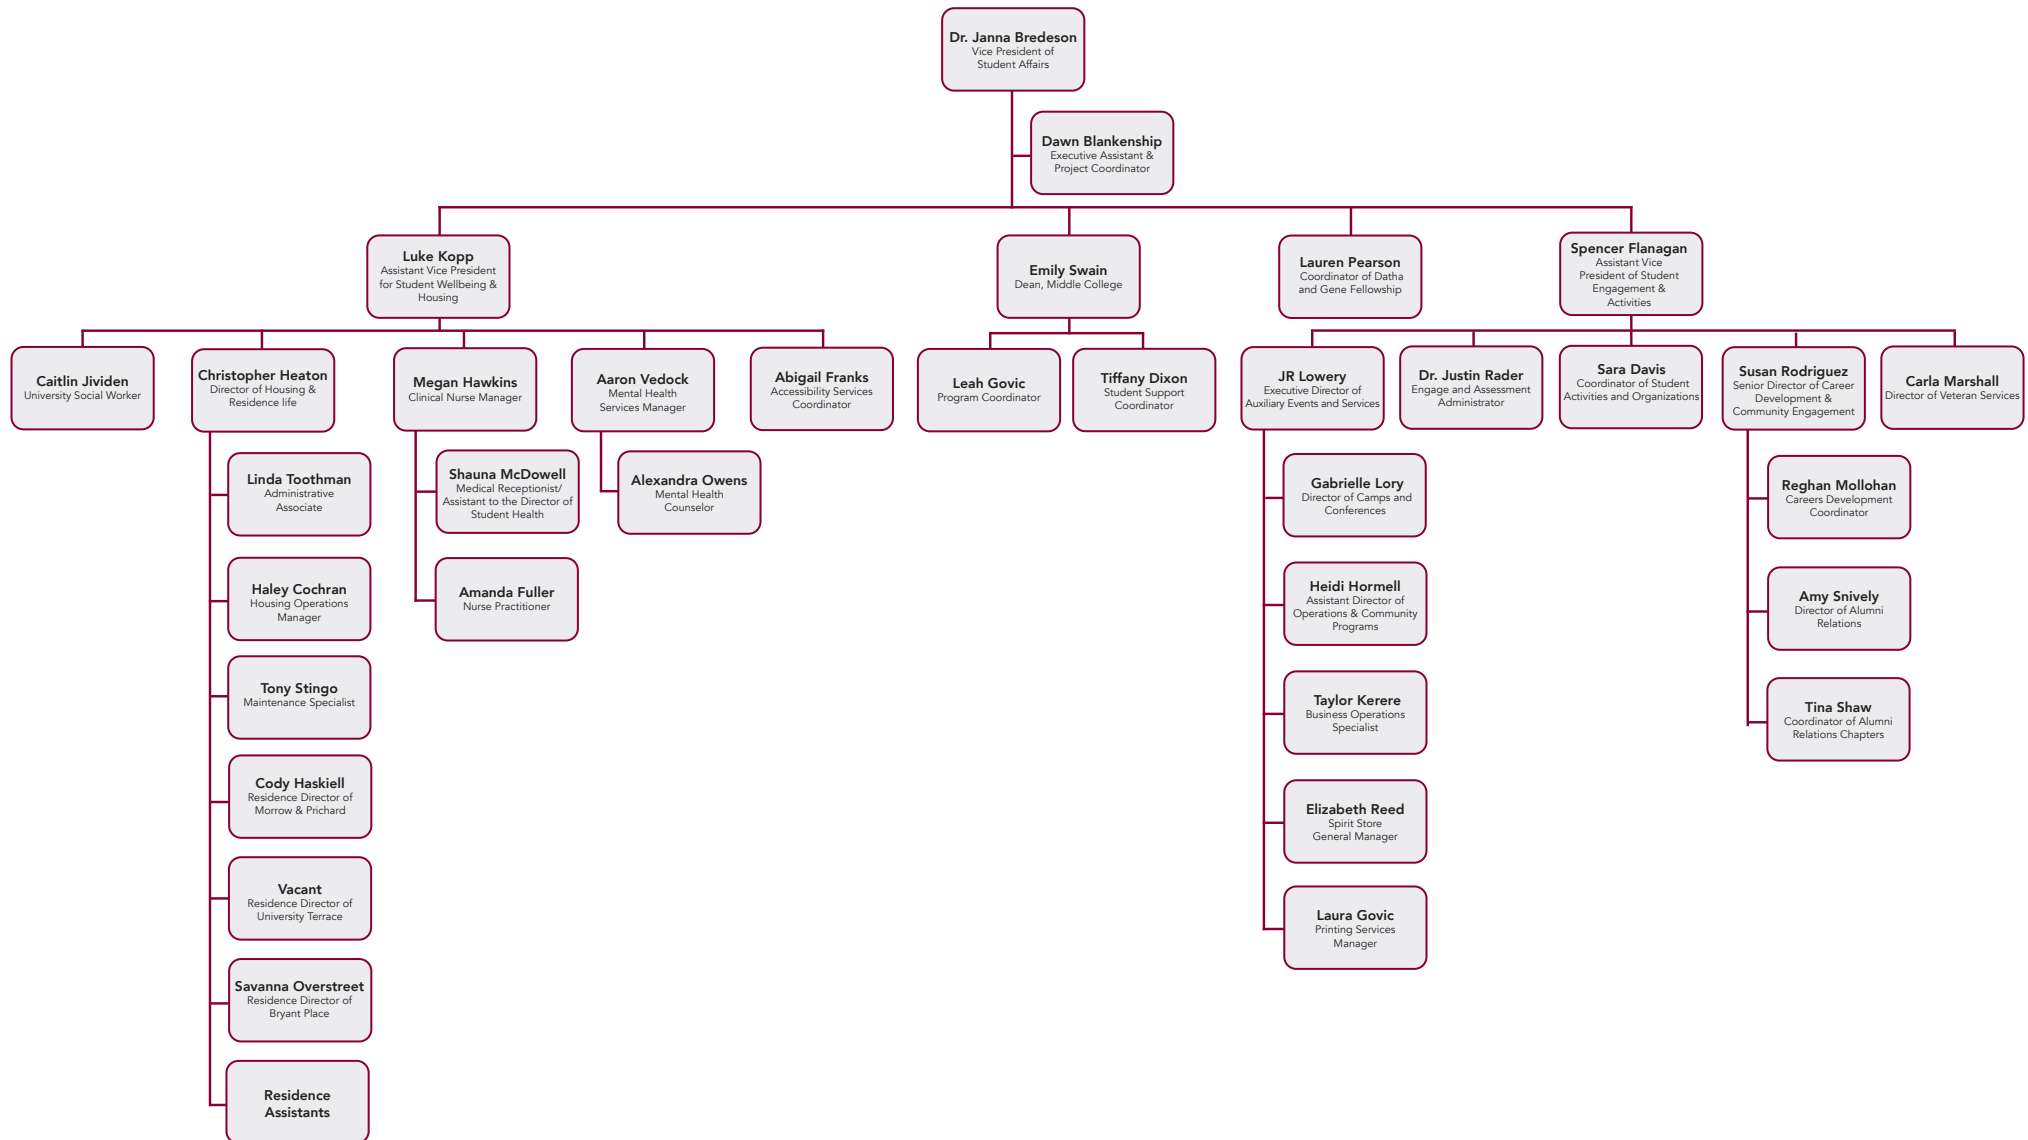 Dr. Janna Bredeson
Vice President of
Student Affairs
Dawn Blankenship
Executive Assistant &
Project Coordinator
Luke Kopp
Assistant Vice President
for Student Wellbeing &
Housing
Emily Swain
Dean, Middle College
Lauren Pearson
Coordinator of Datha
and Gene Fellowship
Spencer Flanagan
Assistant Vice
President of Student
Engagement &
Activities
Caitlin Jividen
University Social Worker
Christopher Heaton
Director of Housing &
Residence life
Megan Hawkins
Clinical Nurse Manager
Aaron Vedock
Mental Health
Services Manager
Abigail Franks
Accessibility Services
Coordinator
Leah Govic
Program Coordinator
Tiffany Dixon
Student Support
Coordinator
JR Lowery
Executive Director of
Auxiliary Events and Services
Dr. Justin Rader
Engage and Assessment
Administrator
Sara Davis
Coordinator of Student
Activities and Organizations
Susan Rodriguez
Senior Director of Career
Development &
Community Engagement
Carla Marshall
Director of Veteran Services
Linda Toothman
Administrative
Associate
Haley Cochran
Housing Operations
Manager
Tony Stingo
Maintenance Specialist
Cody Haskiell
Residence Director of
Morrow & Prichard
Vacant
Residence Director of
University Terrace
Savanna Overstreet
Residence Director of
Bryant Place
Residence
Assistants
Shauna McDowell
Medical Receptionist/
Assistant to the Director of
Student Health
Amanda Fuller
Nurse Practitioner
Alexandra Owens
Mental Health
Counselor
Gabrielle Lory
Director of Camps and
Conferences
Heidi Hormell
Assistant Director of
Operations & Community
Programs
Taylor Kerere
Business Operations
Specialist
Elizabeth Reed
Spirit Store
General Manager
Laura Govic
Printing Services
Manager
Reghan Mollohan
Careers Development
Coordinator
Amy Snively
Director of Alumni
Relations
Tina Shaw
Coordinator of Alumni
Relations Chapters